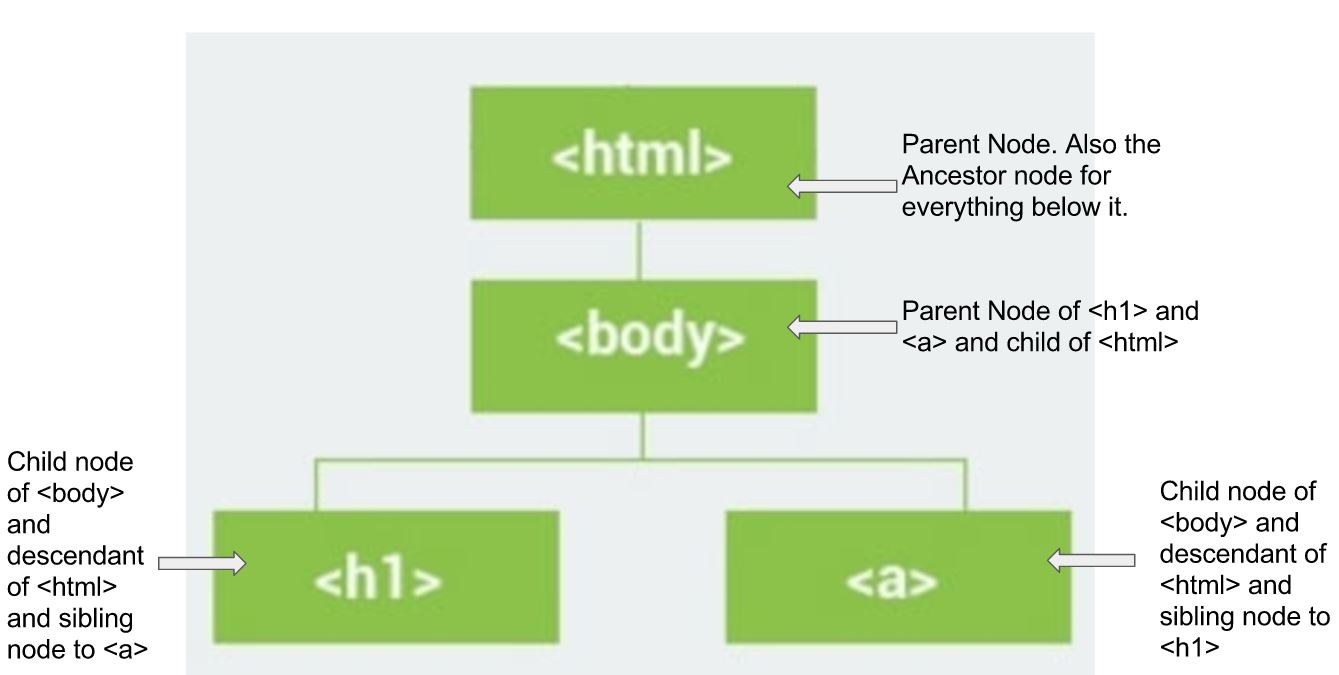 <html>
Parent Node. Also the
Ancestor node for
everything below it.
<body>
Parent Node of <h1> and
<a> and child of <html>
Child node
of <body>
and
descendant
of <html>
and sibling
node to <a>
<h1>
<a>
Child node of
<body> and
descendant of
<html> and
sibling node to
<h1>